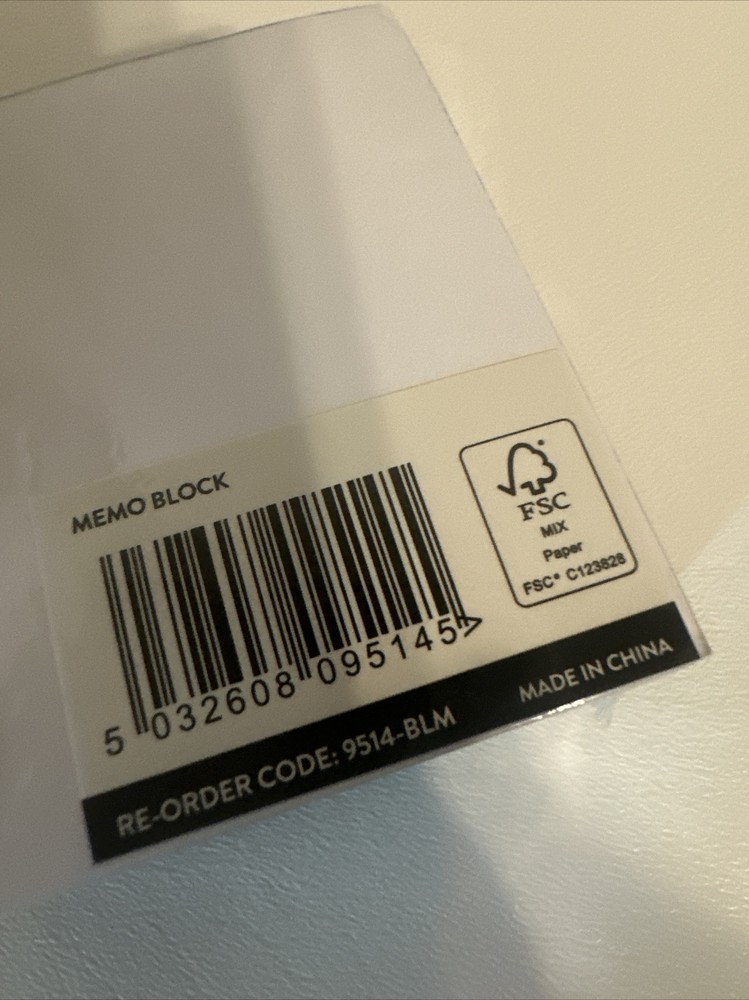 MEMO BLOCK
5 032608 095145 >
FSC
MIX
Paper
FSC® C123828
RE-ORDER CODE: 9514-BLM
MADE IN CHINA